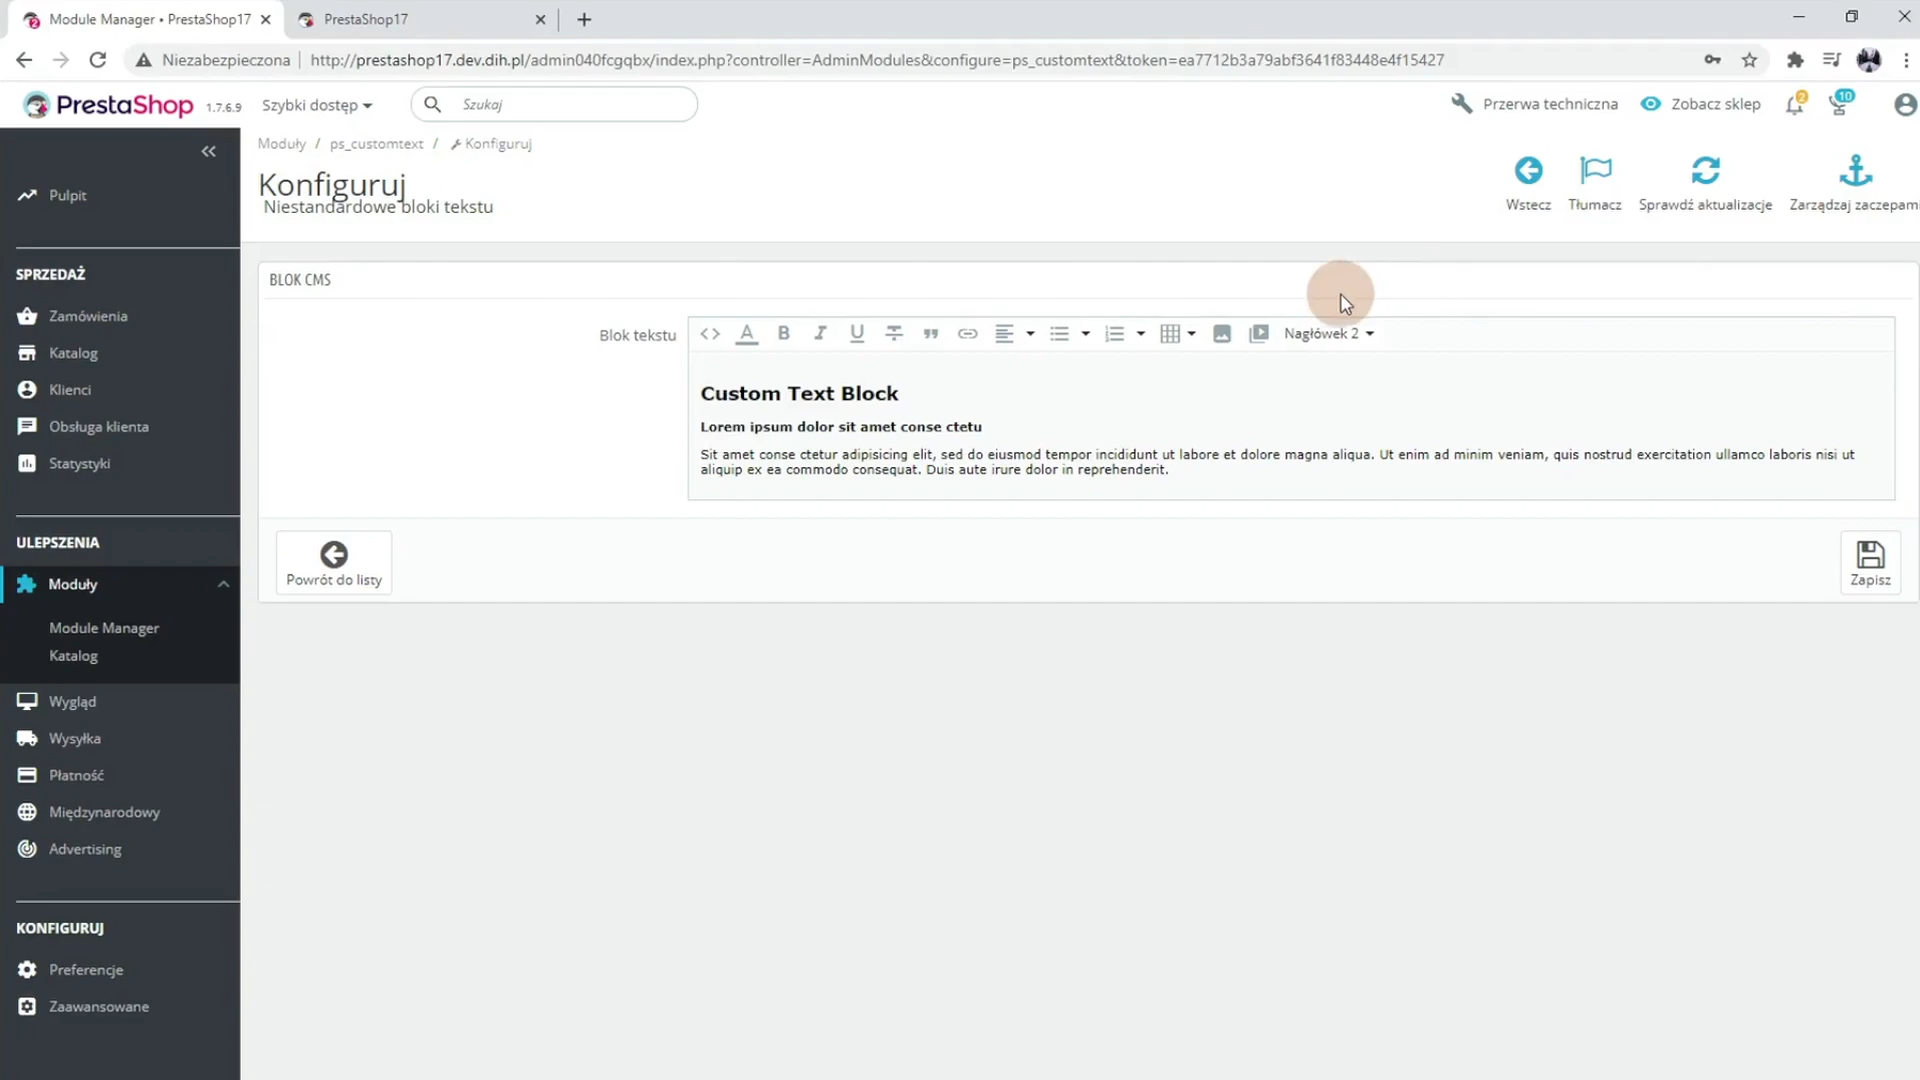 Module Manager • PrestaShop17
PrestaShop17
Niezabezpieczona
http://prestashop17.dev.dih.pl/admin040fcgqbx/index.php?controller=AdminModules&configure=ps_customtext&token=ea7712b3a79abf3641f83448e4f15427
PrestaShop 1.7.6.9
Szybki dostęp
Szukaj
Przerwa techniczna
Zobacz sklep
2
10
Moduły / ps_customtext / Konfiguruj
Konfiguruj
Niestandardowe bloki tekstu
Wstecz
Tłumacz
Sprawdź aktualizacje
Zarządzaj zaczepami
Pulpit
SPRZEDAŻ
Zamówienia
Katalog
Klienci
Obsługa klienta
Statystyki
ULEPSZENIA
Moduły
Module Manager
Katalog
Wygląd
Wysyłka
Płatność
Międzynarodowy
Advertising
KONFIGURUJ
Preferencje
Zaawansowane
BLOK CMS
Blok tekstu
Nagłówek 2
Custom Text Block
Lorem ipsum dolor sit amet conse ctetu
Sit amet conse ctetur adipisicing elit, sed do eiusmod tempor incididunt ut labore et dolore magna aliqua. Ut enim ad minim veniam, quis nostrud exercitation ullamco laboris nisi ut
aliquip ex ea commodo consequat. Duis aute irure dolor in reprehenderit.
Powrót do listy
Zapisz